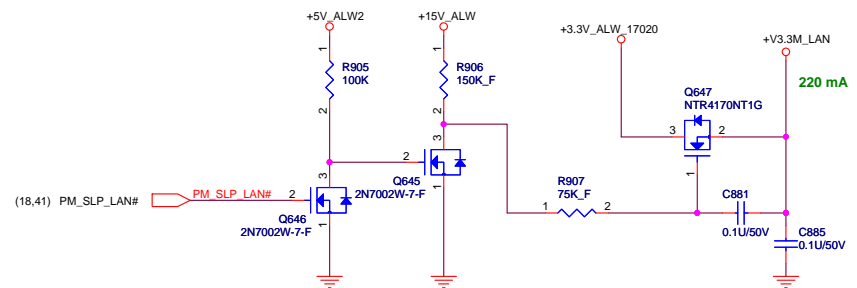 +5V_ALW2
+15V_ALW
+3.3V_ALW_17020
+V3.3M_LAN
1
R905
100K
2
1
R906
150K_F
2
220 mA
Q647
NTR4170NT1G
3
2
1
3
2
Q645
2N7002W-7-F
1
3
2
Q646
2N7002W-7-F
1
(18,41) PM_SLP_LAN#
PM_SLP_LAN#
R907
75K_F
1
2
C881
0.1U/50V
C885
0.1U/50V